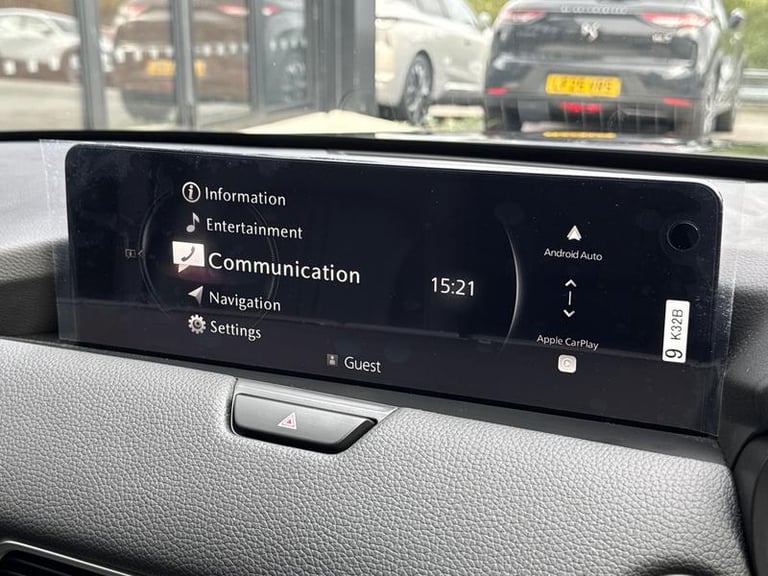 Information
Entertainment
Communication
Navigation
Settings
15:21
Guest
Android Auto
Apple CarPlay
9 K32B